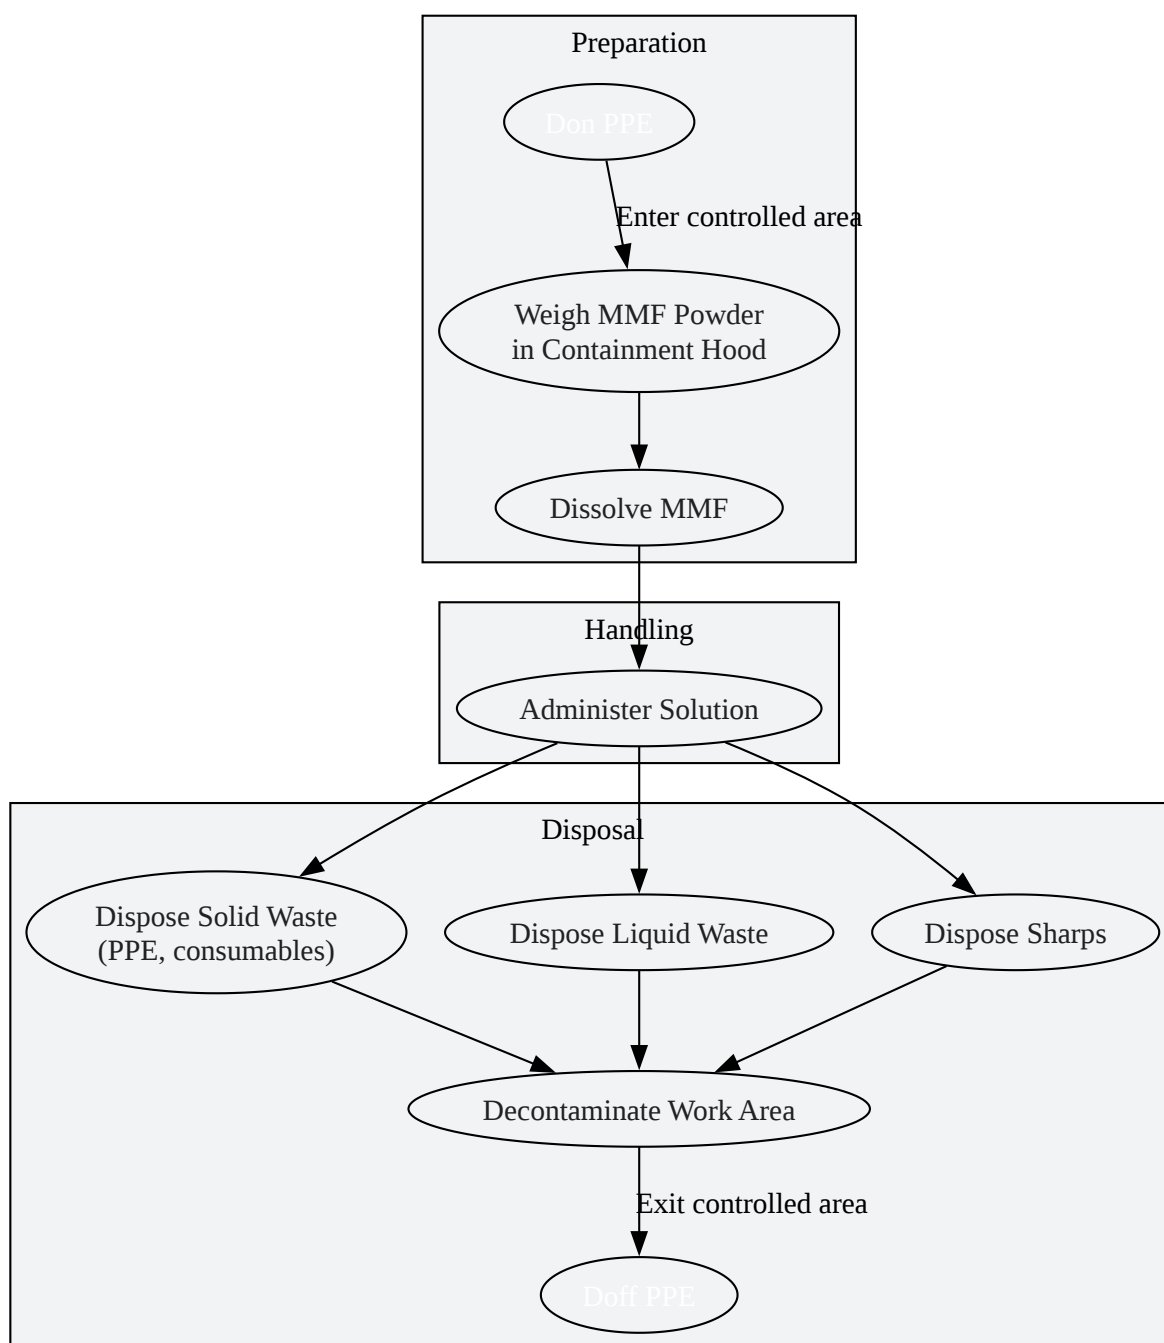 Preparation
Don PPE
Enter controlled area
Weigh MMF Powder
in Containment Hood
Dissolve MMF
Handling
Administer Solution
Disposal
Dispose Solid Waste
(PPE, consumables)
Dispose Liquid Waste
Dispose Sharps
Decontaminate Work Area
Exit controlled area
Doff PPE